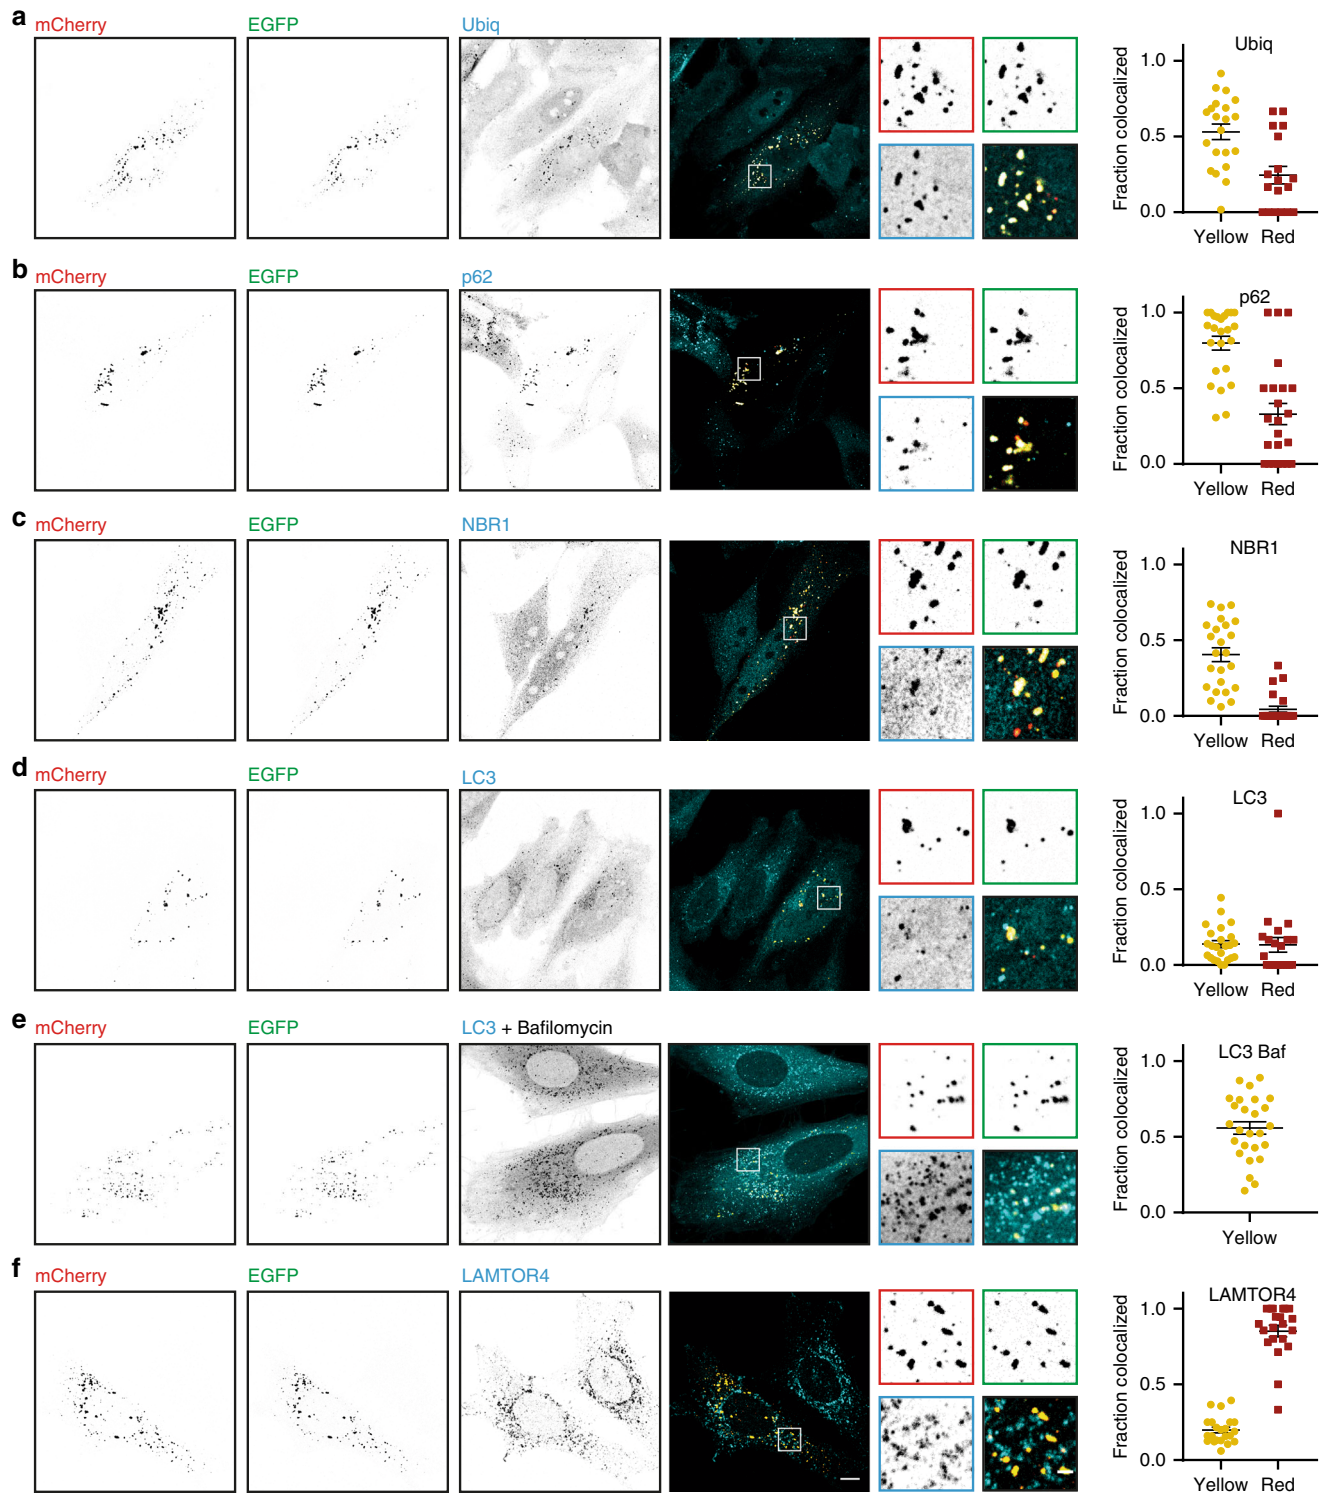 a
mCherry EGFP Ubiq
Ubiq
Fraction colocalized
1.0
0.5
0.0
Yellow Red
b
mCherry EGFP p62
p62
Fraction colocalized
1.0
0.5
0.0
Yellow Red
c
mCherry EGFP NBR1
NBR1
Fraction colocalized
1.0
0.5
0.0
Yellow Red
d
mCherry EGFP LC3
LC3
Fraction colocalized
1.0
0.5
0.0
Yellow Red
e
mCherry EGFP LC3 + Bafilomycin
LC3 Baf
Fraction colocalized
1.0
0.5
0.0
Yellow
f
mCherry EGFP LAMTOR4
LAMTOR4
Fraction colocalized
1.0
0.5
0.0
Yellow Red